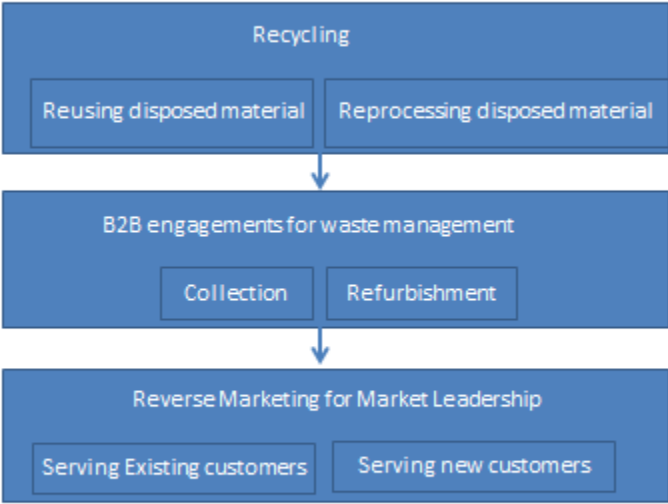 Recycling
Reusing disposed material
Reprocessing disposed material
B2B engagements for waste management
Collection
Refurbishment
Reverse Marketing for Market Leadership
Serving Existing customers
Serving new customers